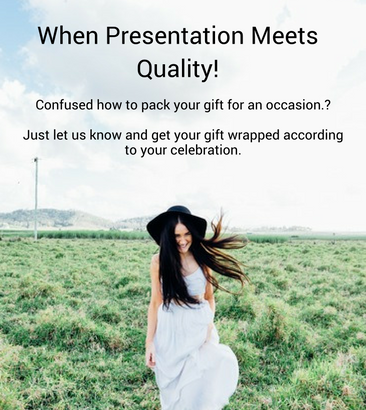 When Presentation Meets
Quality!
Confused how to pack your gift for an occasion.?
Just let us know and get your gift wrapped according
to your celebration.